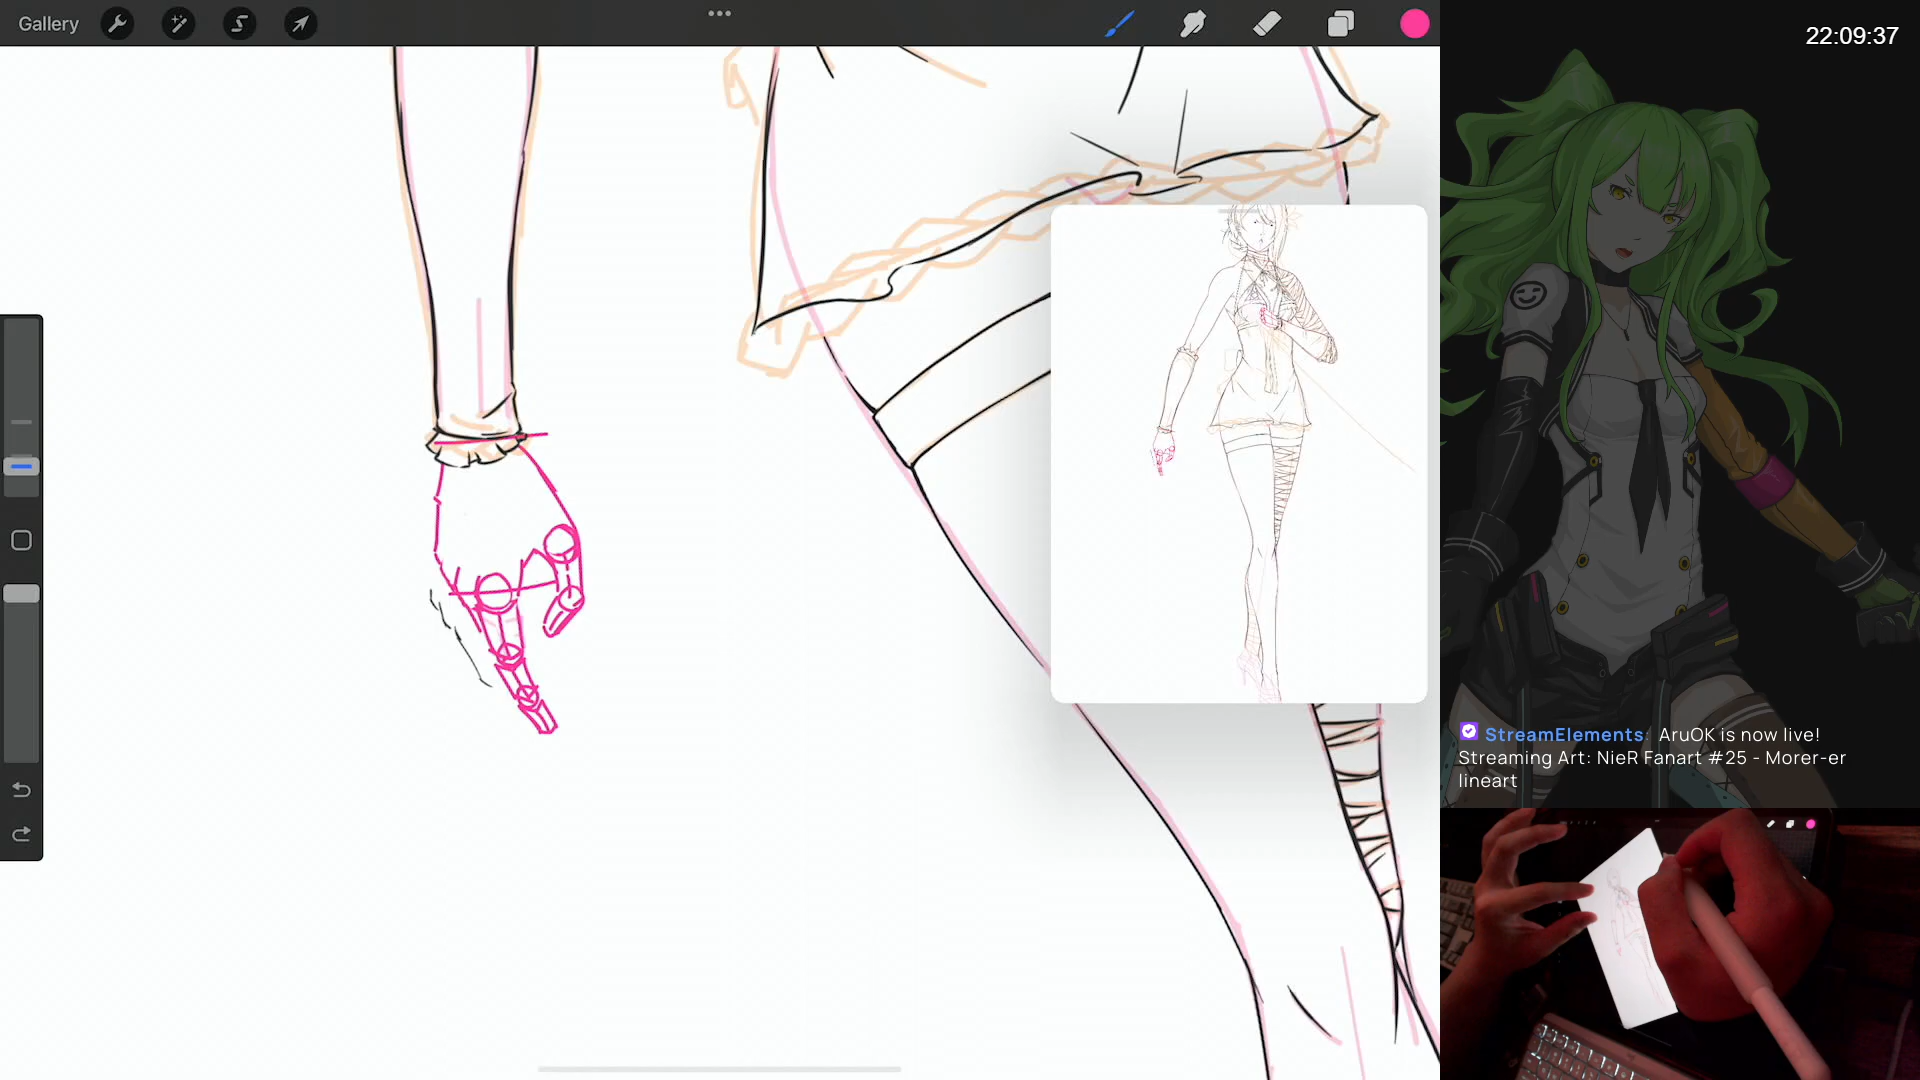 Gallery
22:09:37
StreamElements: AruOK is now live!
Streaming Art: NieR Fanart #25 - Morer-er
lineart